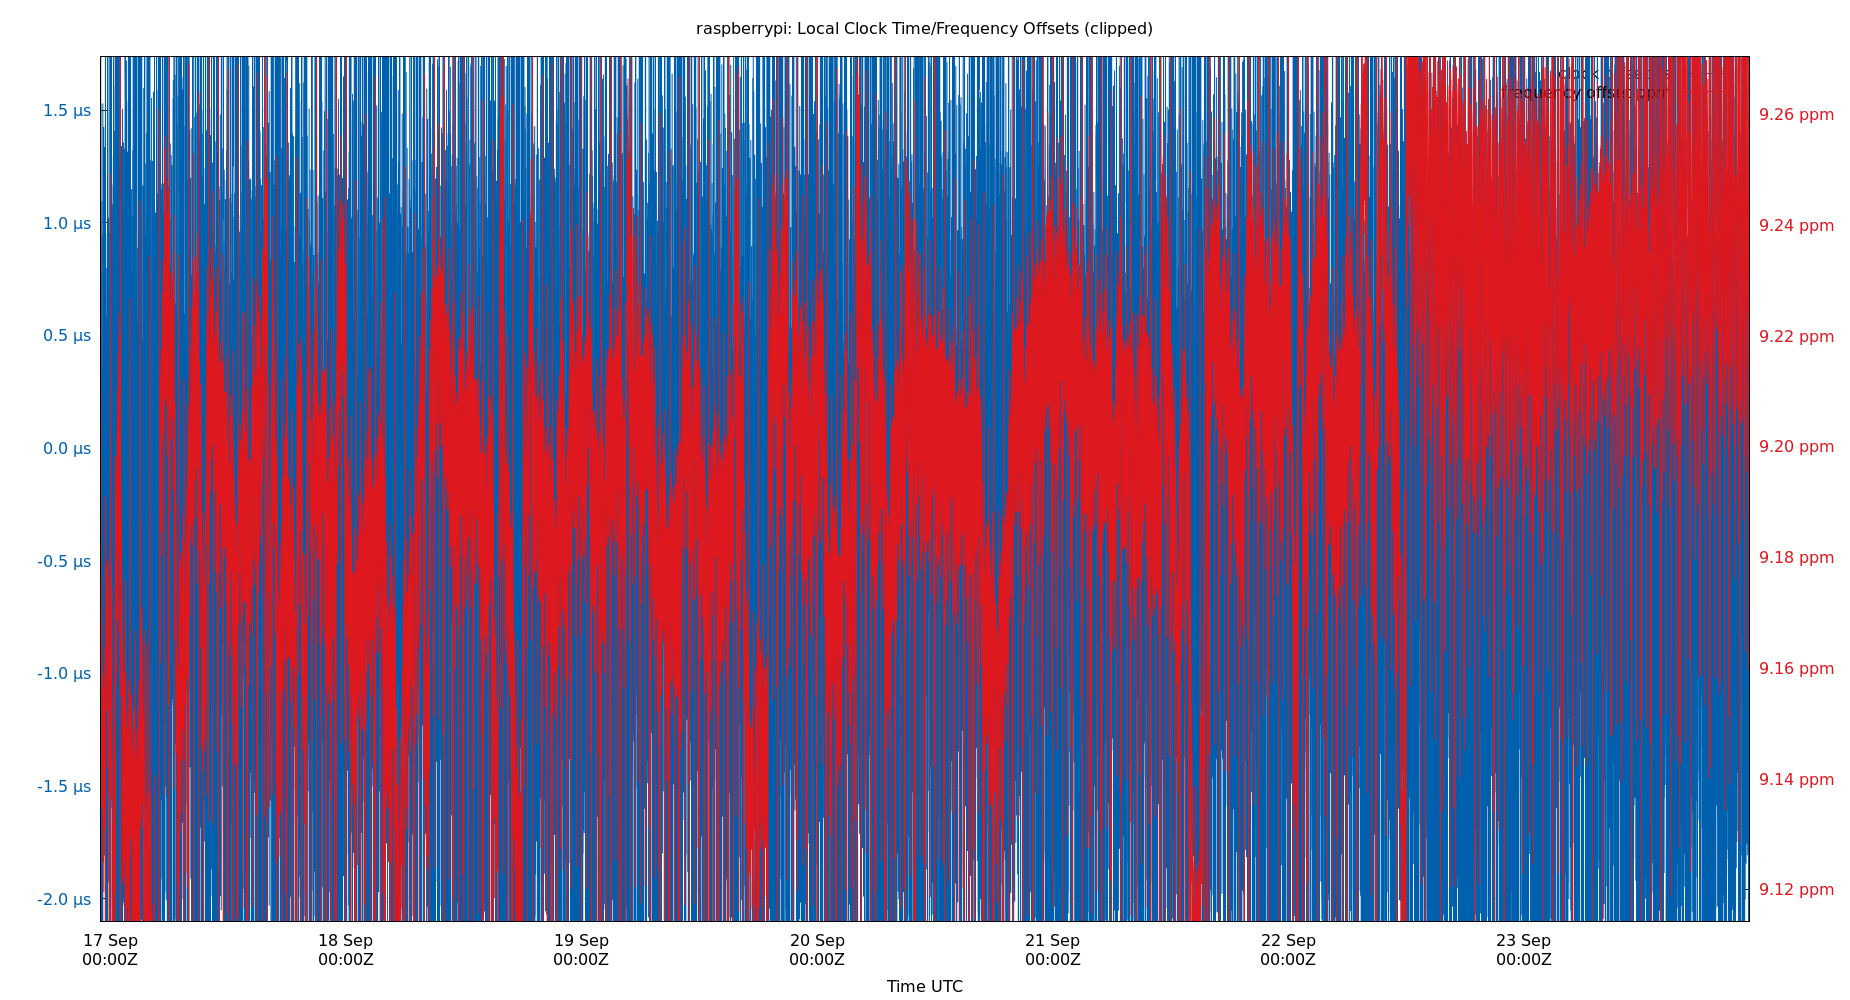 raspberrypi: Local Clock Time/Frequency Offsets (clipped)
clock
frequency offset ppm
1.5 µs
1.0 µs
0.5 µs
0.0 µs
-0.5 µs
-1.0 µs
-1.5 µs
-2.0 µs
9.26 ppm
9.24 ppm
9.22 ppm
9.20 ppm
9.18 ppm
9.16 ppm
9.14 ppm
9.12 ppm
17 Sep 18 Sep 19 Sep 20 Sep 21 Sep 22 Sep 23 Sep
00:00Z 00:00Z 00:00Z 00:00Z 00:00Z 00:00Z 00:00Z
Time UTC